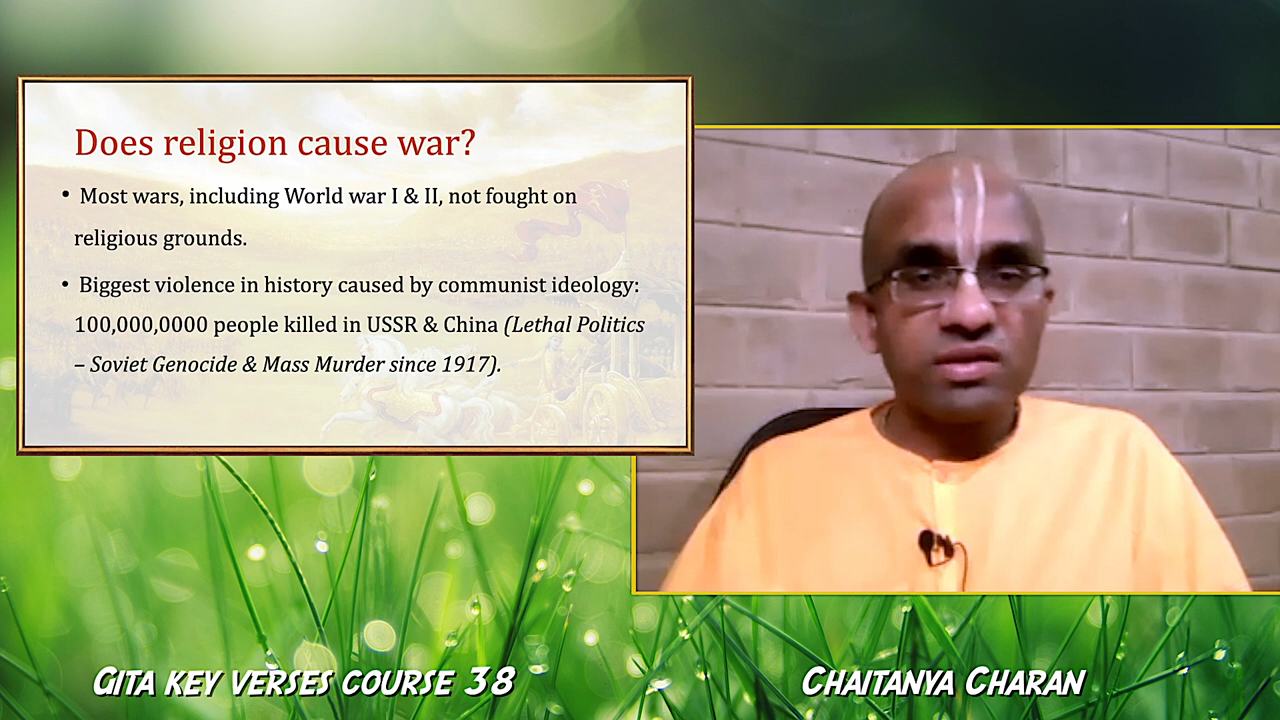 Does religion cause war?
• Most wars, including World war I & II, not fought on
religious grounds.
• Biggest violence in history caused by communist ideology:
100,000,0000 people killed in USSR & China (Lethal Politics
– Soviet Genocide & Mass Murder since 1917).
GITA KEY VERSES COURSE 38
CHAITANYA CHARAN